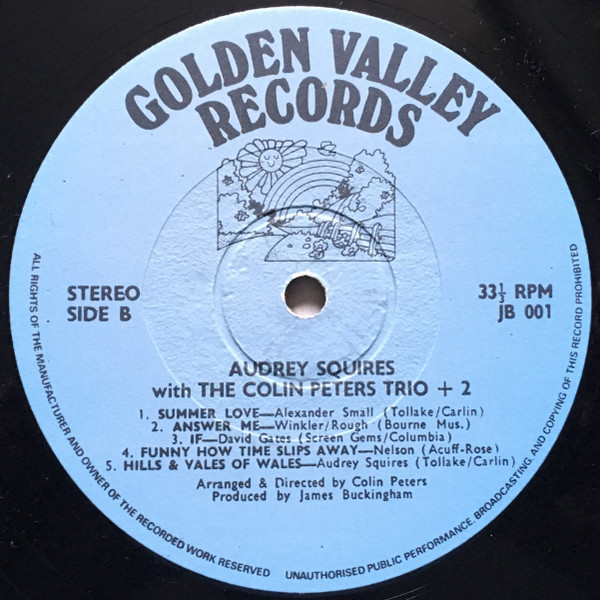 GOLDEN VALLEY
RECORDS
STEREO
SIDE B
33⅓ RPM
JB 001
AUDREY SQUIRES
with THE COLIN PETERS TRIO + 2
1. SUMMER LOVE—Alexander Small (Tollake/Carlin)
2. ANSWER ME—Winkler/Rough (Bourne Mus.)
3. IF—David Gates (Screen Gems/Columbia)
4. FUNNY HOW TIME SLIPS AWAY—Nelson (Acuff-Rose)
5. HILLS & VALES OF WALES—Audrey Squires (Tollake/Carlin)
Arranged & Directed by Colin Peters
Produced by James Buckingham
ALL RIGHTS OF THE MANUFACTURER AND OWNER OF THE RECORDED WORK RESERVED
UNAUTHORISED PUBLIC PERFORMANCE, BROADCASTING, AND COPYING OF THIS RECORD PROHIBITED